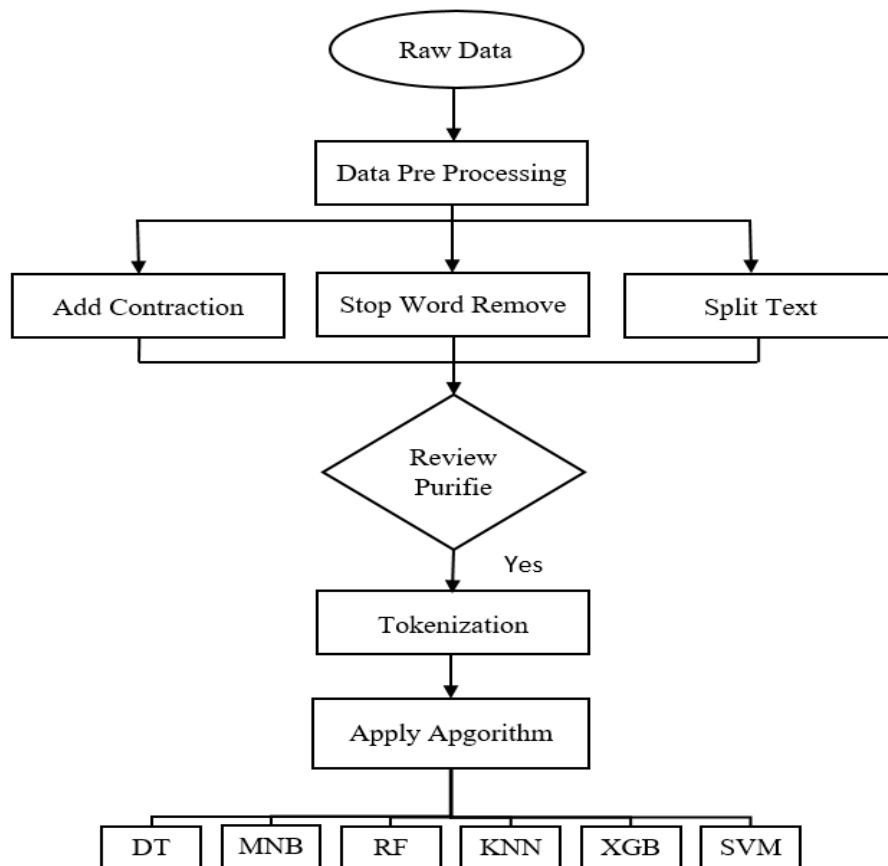 Raw Data
Data Pre Processing
Add Contraction
Stop Word Remove
Split Text
Review
Purifie
Yes
Tokenization
Apply Apgorithm
DT
MNB
RF
KNN
XGB
SVM